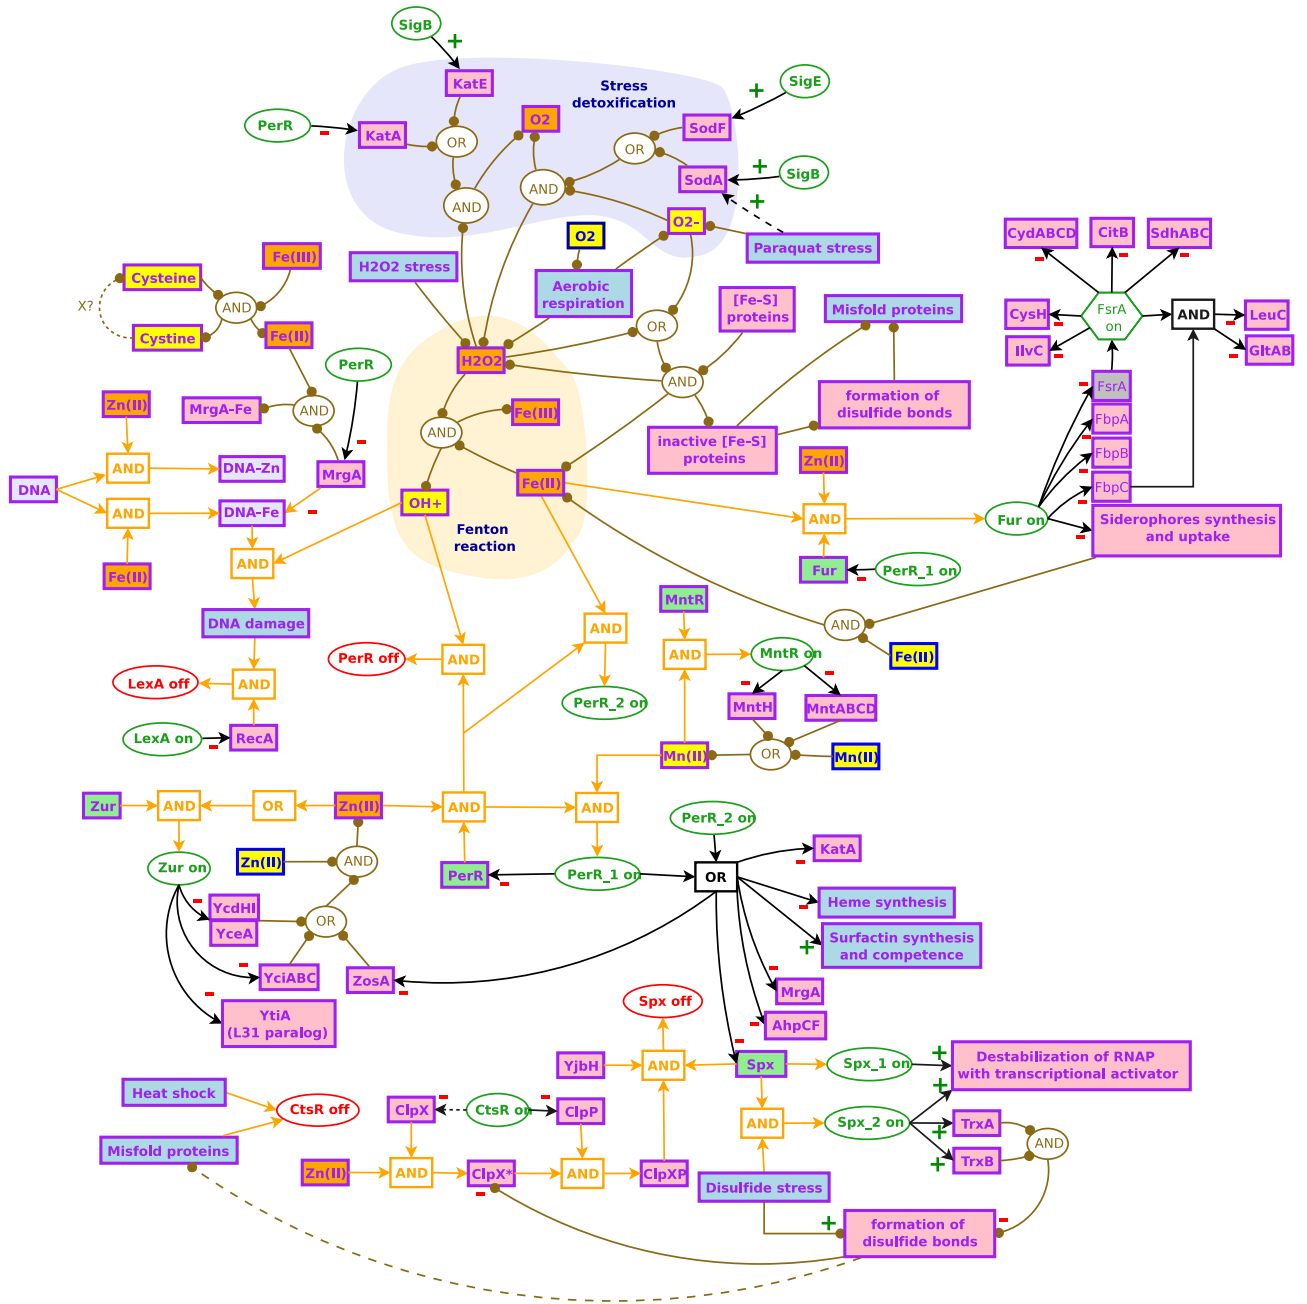 SigB
+
KatE
Stress
detoxification
+
SigE
PerR
-
KatA
OR
O2
SodF
OR
+
SigB
SodA
AND
AND
+
O2-
O2
Paraquat stress
CydABCD
-
CitB
-
SdhABC
-
Fe(III)
H2O2 stress
Aerobic
respiration
Cysteine
X?
AND
Cystine
Fe(II)
[Fe-S]
proteins
Misfold proteins
OR
CysH
-
FsrA
on
AND
-
LeuC
IlvC
-
-
GltAB
PerR
H2O2
AND
-
FsrA
Zn(II)
MrgA-Fe
AND
Fe(III)
AND
formation of
disulfide bonds
FbpA
-
inactive [Fe-S]
proteins
FbpB
-
AND
DNA-Zn
-
MrgA
Zn(II)
Fe(II)
FbpC
-
DNA
AND
DNA-Fe
-
OH+
AND
Fur on
Siderophores synthesis
and uptake
-
Fenton
reaction
AND
Fe(II)
Fur
-
PerR_1 on
MntR
DNA damage
AND
AND
Fe(II)
PerR off
AND
AND
MntR on
LexA off
AND
-
-
PerR_2 on
MntH
MntABCD
LexA on
-
RecA
Mn(II)
OR
Mn(II)
Zur
AND
OR
Zn(II)
AND
AND
PerR_2 on
KatA
-
Zur on
Zn(II)
AND
PerR
-
PerR_1 on
OR
Heme synthesis
-
-
YcdHI
YceA
OR
Surfactin synthesis
and competence
+
-
YciABC
ZosA
-
-
MrgA
-
YtiA
(L31 paralog)
Spx off
-
AhpCF
-
YjbH
AND
Spx
Spx_1 on
+
Destabilization of RNAP
with transcriptional activator
+
Heat shock
CtsR off
ClpX
-
CtsR on
-
ClpP
AND
Spx_2 on
TrxA
+
AND
Misfold proteins
Zn(II)
AND
ClpX*
-
AND
ClpXP
+
TrxB
Disulfide stress
+
formation of
disulfide bonds
-